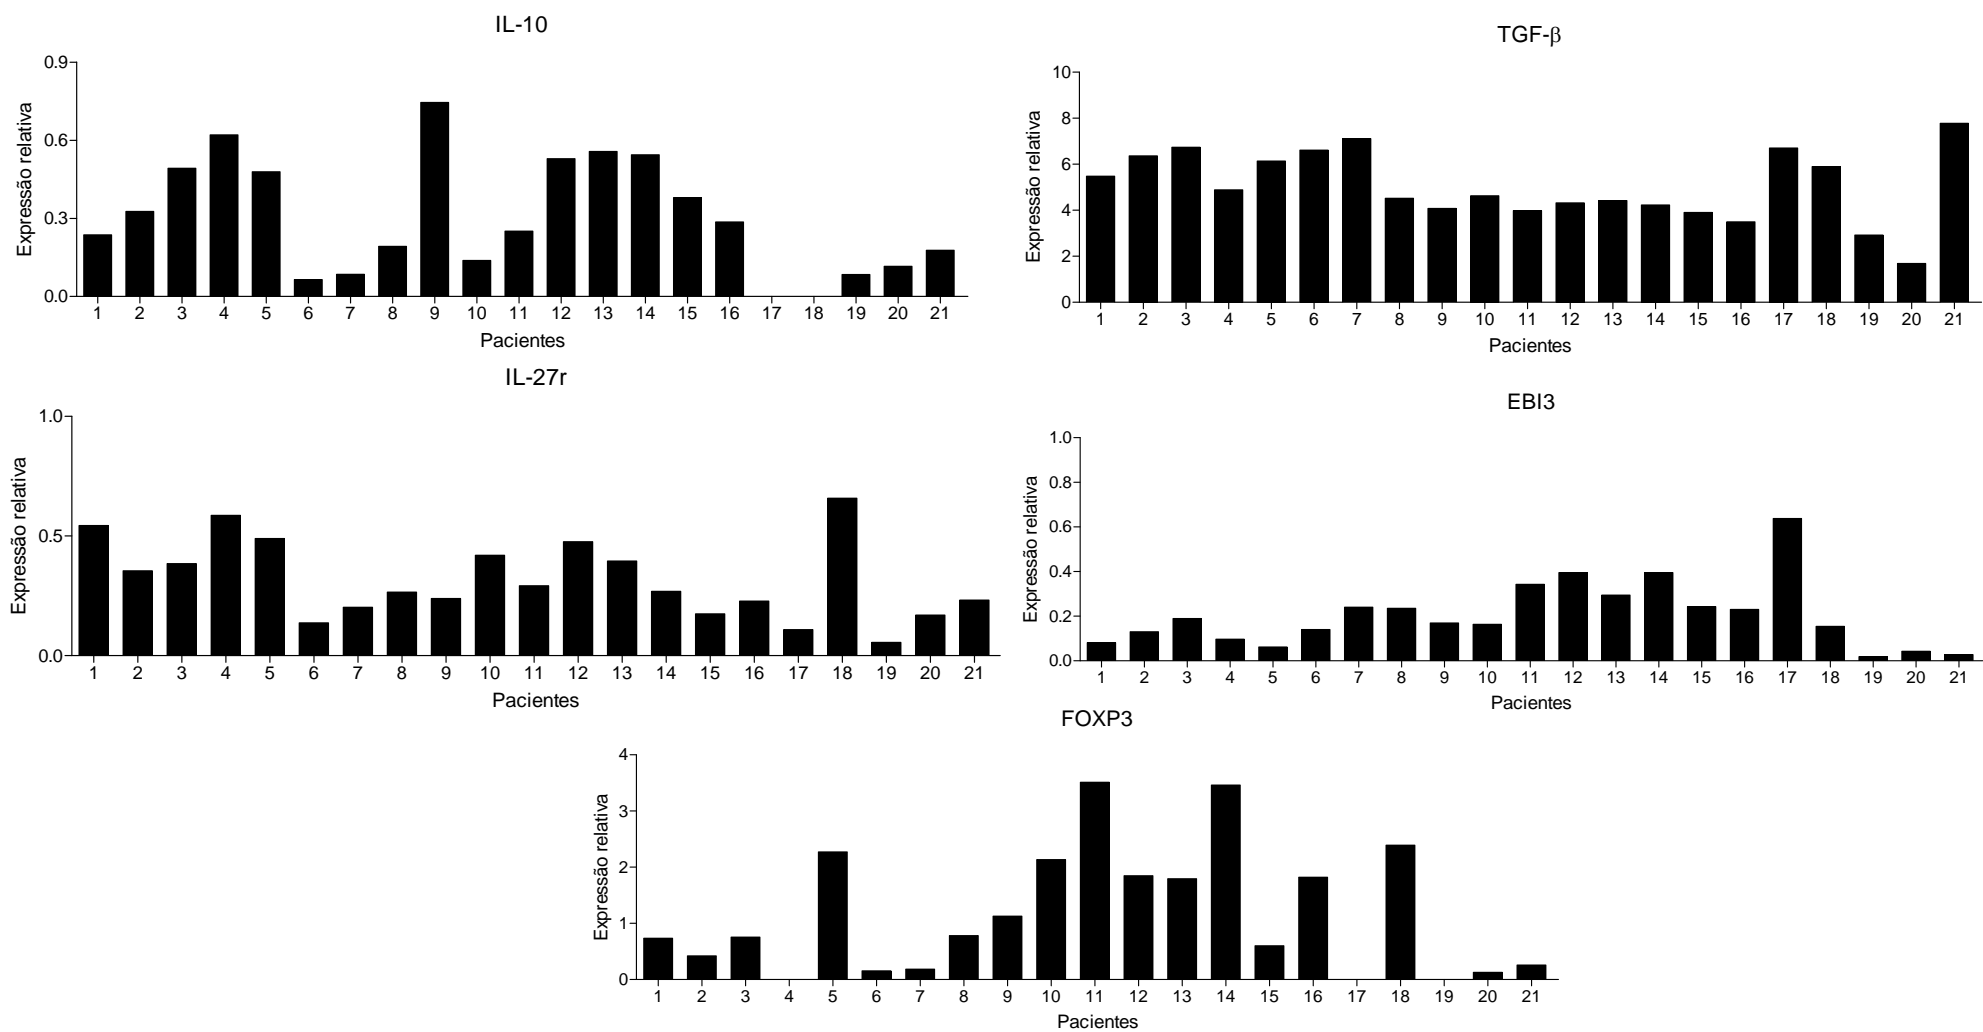 IL-10
Expressão relativa
0.9
0.6
0.3
0.0
1 2 3 4 5 6 7 8 9 10 11 12 13 14 15 16 17 18 19 20 21
Pacientes
TGF-β
Expressão relativa
10
8
6
4
2
0
1 2 3 4 5 6 7 8 9 10 11 12 13 14 15 16 17 18 19 20 21
Pacientes
IL-27r
Expressão relativa
1.0
0.5
0.0
1 2 3 4 5 6 7 8 9 10 11 12 13 14 15 16 17 18 19 20 21
Pacientes
EBI3
Expressão relativa
1.0
0.8
0.6
0.4
0.2
0.0
1 2 3 4 5 6 7 8 9 10 11 12 13 14 15 16 17 18 19 20 21
Pacientes
FOXP3
Expressão relativa
4
3
2
1
0
1 2 3 4 5 6 7 8 9 10 11 12 13 14 15 16 17 18 19 20 21
Pacientes